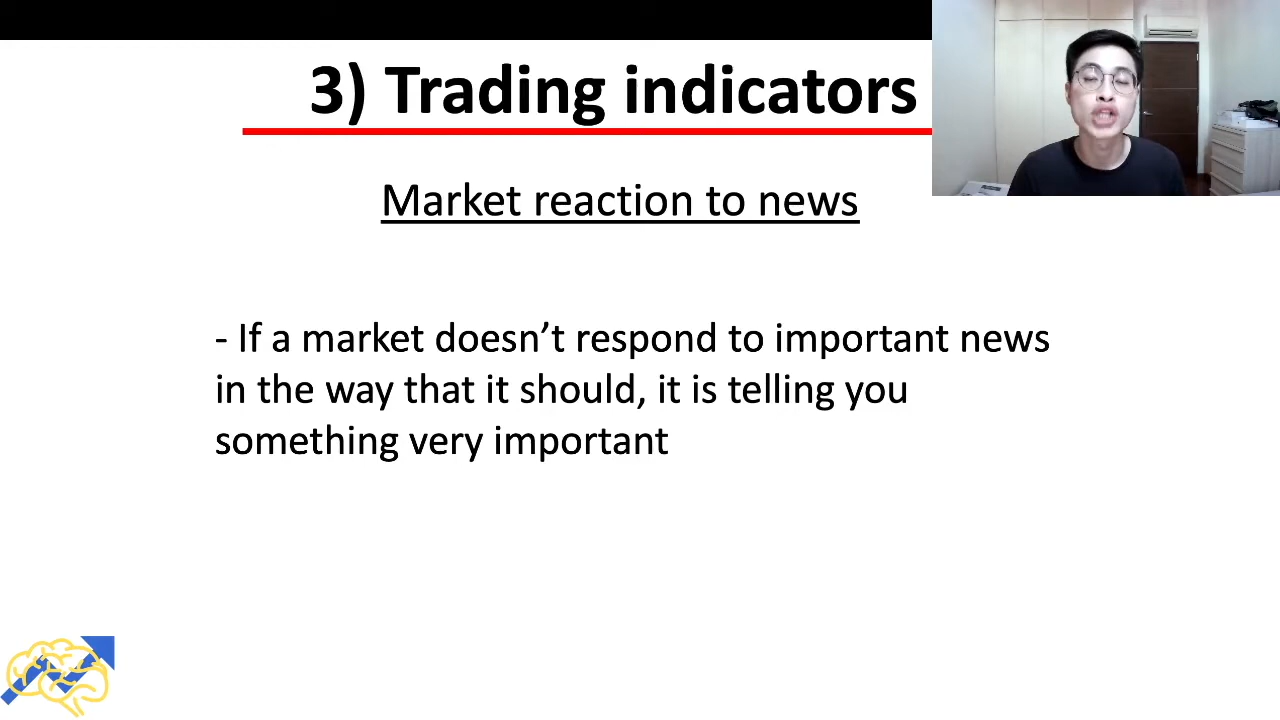 3) Trading indicators
Market reaction to news
- If a market doesn’t respond to important news
in the way that it should, it is telling you
something very important